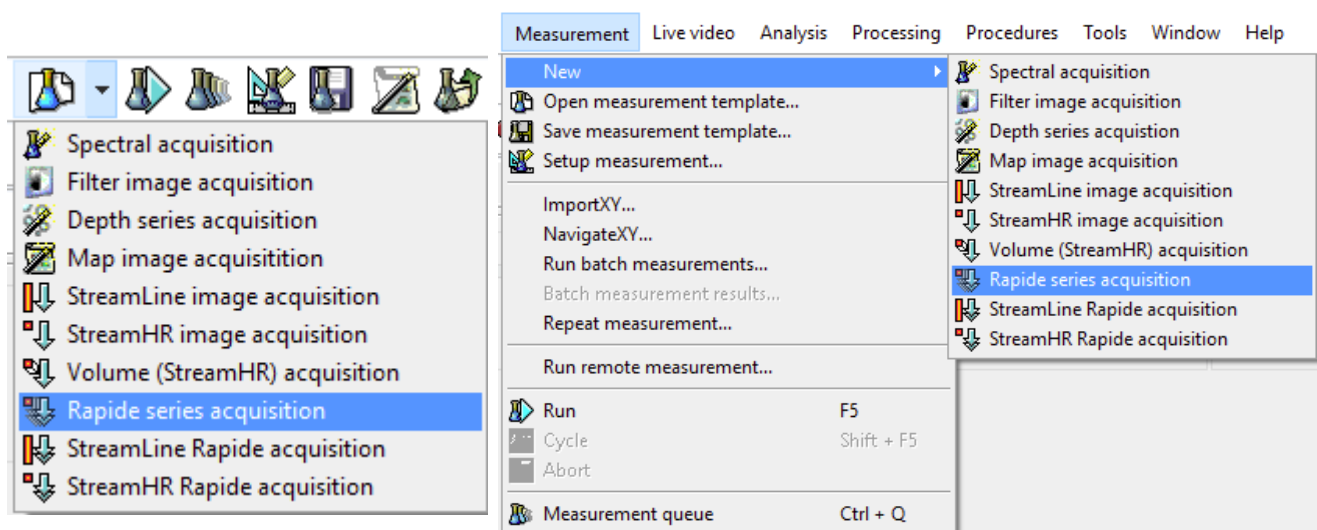 Spectral acquisition
Filter image acquisition
Depth series acquisition
Map image acquisitition
StreamLine image acquisition
StreamHR image acquisition
Volume (StreamHR) acquisition
Rapide series acquisition
StreamLine Rapide acquisition
StreamHR Rapide acquisition
Measurement Live video Analysis Processing Procedures Tools Window Help
New
Open measurement template...
Save measurement template...
Setup measurement...
ImportXY...
NavigateXY...
Run batch measurements...
Batch measurement results...
Repeat measurement...
Run remote measurement...
Run F5
Cycle Shift + F5
Abort
Measurement queue Ctrl + Q
Spectral acquisition
Filter image acquisition
Depth series acquistion
Map image acquisition
StreamLine image acquisition
StreamHR image acquisition
Volume (StreamHR) acquisition
Rapide series acquisition
StreamLine Rapide acquisition
StreamHR Rapide acquisition